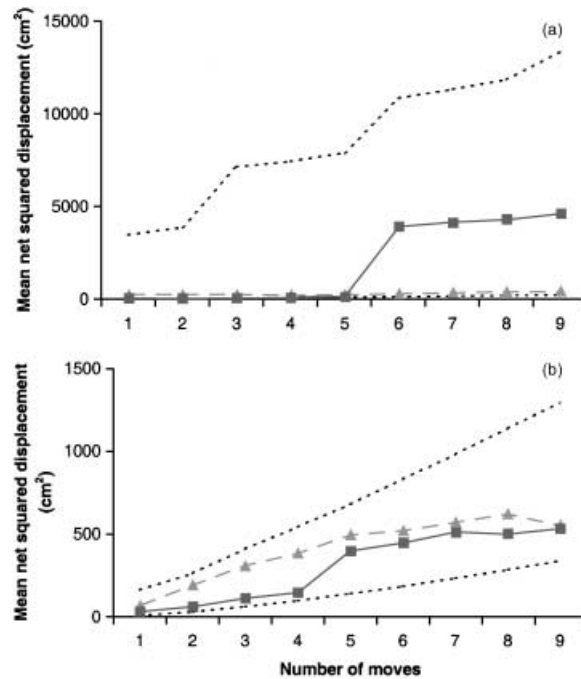 (a)
Mean net squared displacement (cm²)
15000
10000
5000
0
1 2 3 4 5 6 7 8 9
(b)
Mean net squared displacement
(cm²)
1500
1000
500
0
1 2 3 4 5 6 7 8 9
Number of moves